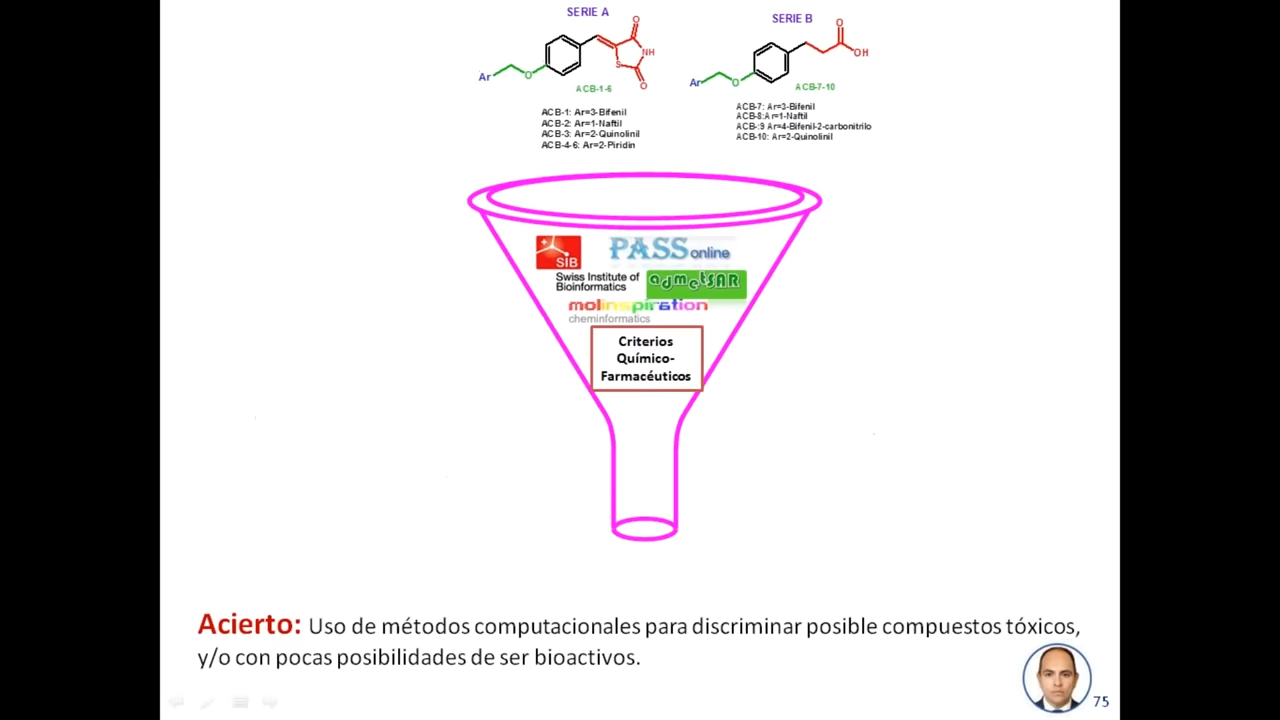 SERIE A
O
NH
S
O
Ar
O
ACB-1-6
ACB-1: Ar=3-Bifenil
ACB-2: Ar=1-Naftil
ACB-3: Ar=2-Quinolinil
ACB-4-6: Ar=2-Piridin
SERIE B
O
OH
Ar
O
ACB-7-10
ACB-7: Ar=3-Bifenil
ACB-8:Ar=1-Naftil
ACB-:9 Ar=4-Bifenil-2-carbonitrilo
ACB-10: Ar=2-Quinolinil
SIB
Swiss Institute of
Bioinformatics
PASS online
admetSAR
molinspiration
cheminformatics
Criterios
Químico-
Farmacéuticos
Acierto: Uso de métodos computacionales para discriminar posible compuestos tóxicos,
y/o con pocas posibilidades de ser bioactivos.
75